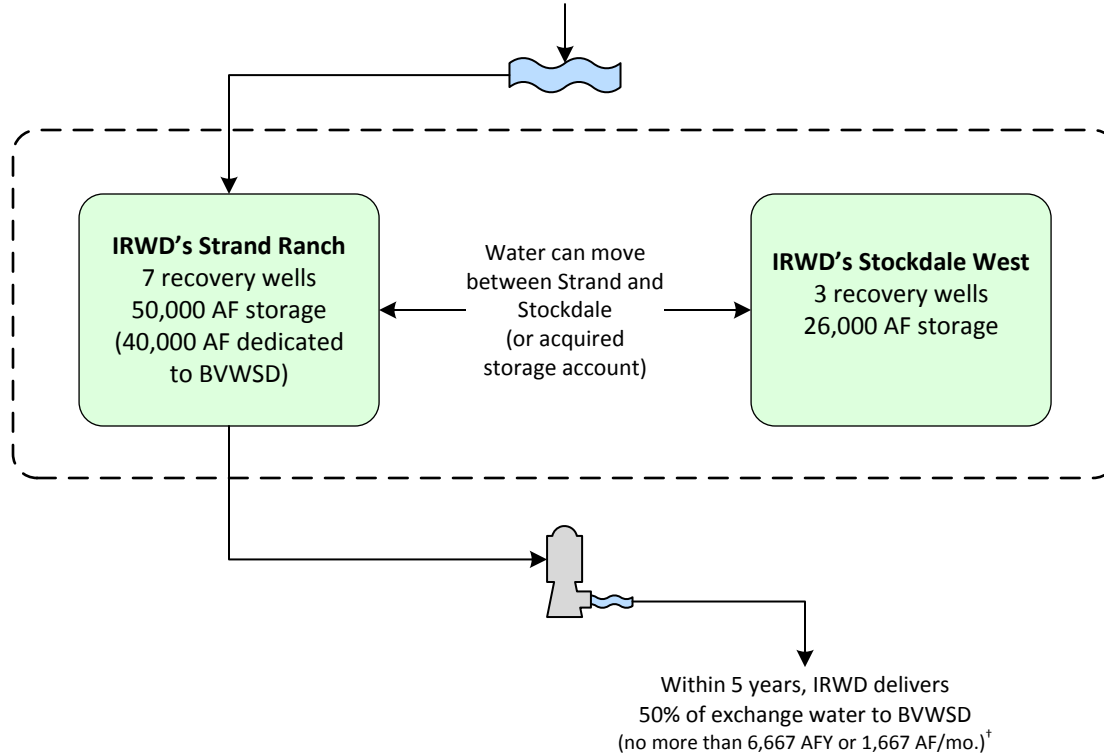 IRWD’s Strand Ranch
7 recovery wells
50,000 AF storage
(40,000 AF dedicated
to BVWSD)
Water can move
between Strand and
Stockdale
(or acquired
storage account)
IRWD’s Stockdale West
3 recovery wells
26,000 AF storage
Within 5 years, IRWD delivers
50% of exchange water to BVWSD
(no more than 6,667 AFY or 1,667 AF/mo.)†